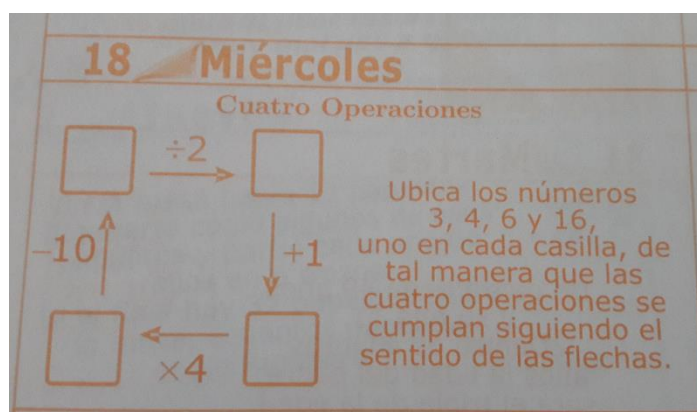 18 Miércoles
Cuatro Operaciones
÷2
Ubica los números
3, 4, 6 y 16,
–10
+1
uno en cada casilla, de
tal manera que las
cuatro operaciones se
cumplan siguiendo el
sentido de las flechas.
×4